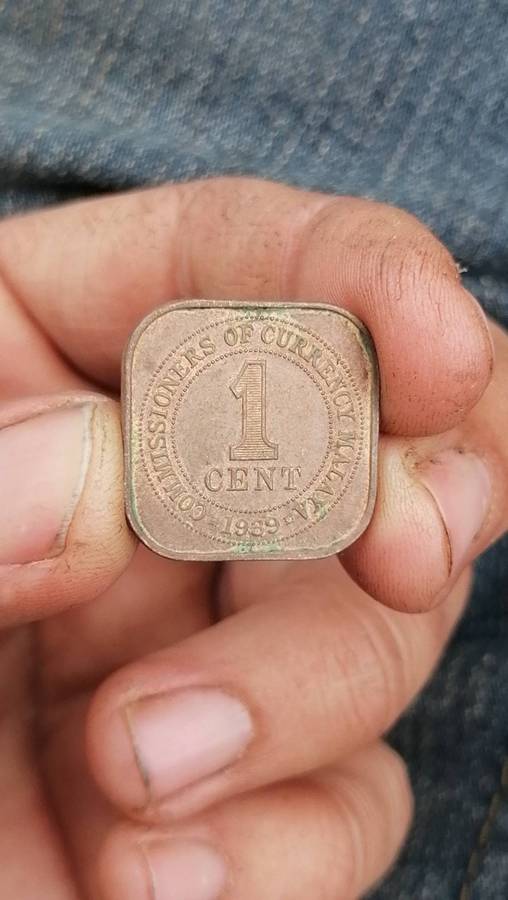 COMMISSIONERS OF CURRENCY MALAYA
1
CENT
1939